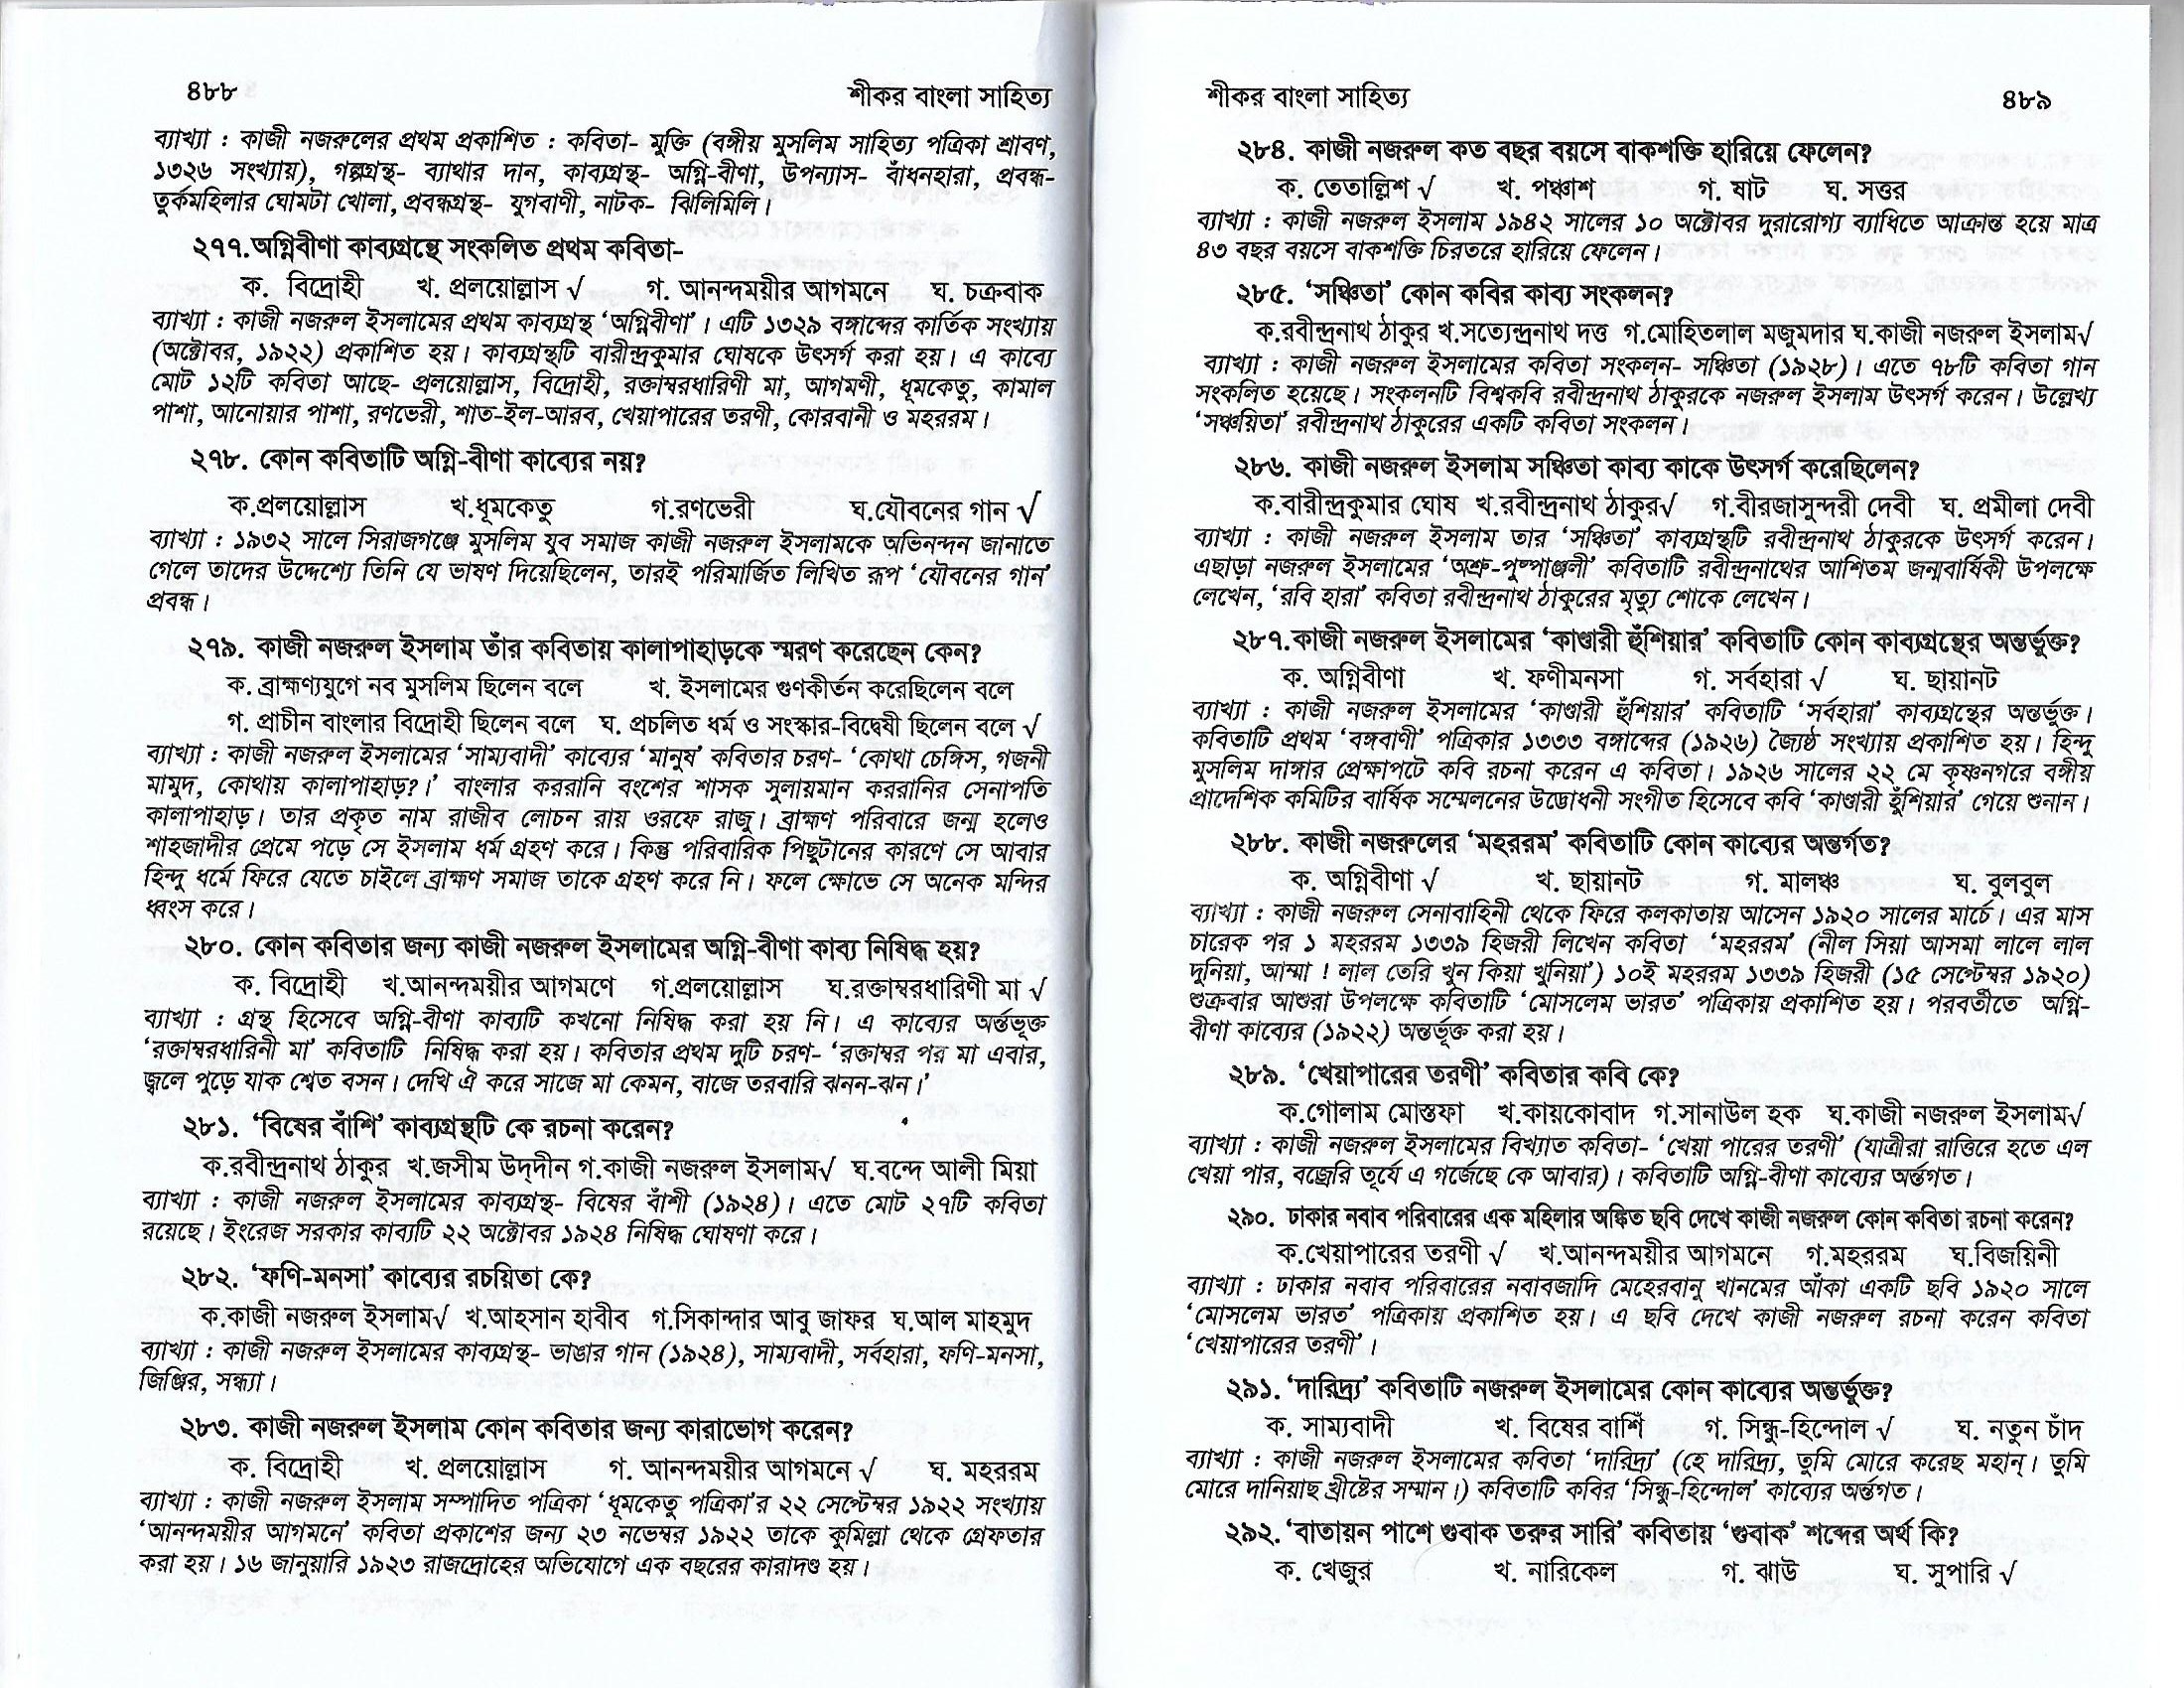 ৪৮৮
শীকর বাংলা সাহিত্য
ব্যাখ্যা : কাজী নজরুলের প্রথম প্রকাশিত : কবিতা- মুক্তি (বঙ্গীয় মুসলিম সাহিত্য পত্রিকা শ্রাবণ,
১৩২৬ সংখ্যায়), গল্পগ্রন্থ- ব্যাথার দান, কাব্যগ্রন্থ- অগ্নি-বীণা, উপন্যাস- বাঁধনহারা, প্রবন্ধ-
তুর্কমহিলার ঘোমটা খোলা, প্রবন্ধগ্রন্থ- যুগবাণী, নাটক- ঝিলিমিলি।
২৭৭.অগ্নিবীণা কাব্যগ্রন্থে সংকলিত প্রথম কবিতা-
ক. বিদ্রোহী খ. প্রলয়োল্লাস √ গ. আনন্দময়ীর আগমনে ঘ. চক্রবাক
ব্যাখ্যা : কাজী নজরুল ইসলামের প্রথম কাব্যগ্রন্থ ‘অগ্নিবীণা’। এটি ১৩২৯ বঙ্গাব্দের কার্তিক সংখ্যায়
(অক্টোবর, ১৯২২) প্রকাশিত হয়। কাব্যগ্রন্থটি বারীন্দ্রকুমার ঘোষকে উৎসর্গ করা হয়। এ কাব্যে
মোট ১২টি কবিতা আছে- প্রলয়োল্লাস, বিদ্রোহী, রক্তাম্বরধারিণী মা, আগমণী, ধূমকেতু, কামাল
পাশা, আনোয়ার পাশা, রণভেরী, শাত-ইল-আরব, খেয়াপারের তরণী, কোরবানী ও মহররম।
২৭৮. কোন কবিতাটি অগ্নি-বীণা কাব্যের নয়?
ক.প্রলয়োল্লাস খ.ধূমকেতু গ.রণভেরী ঘ.যৌবনের গান √
ব্যাখ্যা : ১৯৩২ সালে সিরাজগঞ্জে মুসলিম যুব সমাজ কাজী নজরুল ইসলামকে অভিনন্দন জানাতে
গেলে তাদের উদ্দেশ্যে তিনি যে ভাষণ দিয়েছিলেন, তারই পরিমার্জিত লিখিত রূপ ‘যৌবনের গান’
প্রবন্ধ।
২৭৯. কাজী নজরুল ইসলাম তাঁর কবিতায় কালাপাহাড়কে স্মরণ করেছেন কেন?
ক. ব্রাহ্মণ্যযুগে নব মুসলিম ছিলেন বলে খ. ইসলামের গুণকীর্তন করেছিলেন বলে
গ. প্রাচীন বাংলার বিদ্রোহী ছিলেন বলে ঘ. প্রচলিত ধর্ম ও সংস্কার-বিদ্বেষী ছিলেন বলে √
ব্যাখ্যা : কাজী নজরুল ইসলামের ‘সাম্যবাদী’ কাব্যের ‘মানুষ’ কবিতার চরণ- ‘কোথা চেঙ্গিস, গজনী
মামুদ, কোথায় কালাপাহাড়?।’ বাংলার কররানি বংশের শাসক সুলায়মান কররানির সেনাপতি
কালাপাহাড়। তার প্রকৃত নাম রাজীব লোচন রায় ওরফে রাজু। ব্রাহ্মণ পরিবারে জন্ম হলেও
শাহজাদীর প্রেমে পড়ে সে ইসলাম ধর্ম গ্রহণ করে। কিন্তু পরিবারিক পিছুটানের কারণে সে আবার
হিন্দু ধর্মে ফিরে যেতে চাইলে ব্রাহ্মণ সমাজ তাকে গ্রহণ করে নি। ফলে ক্ষোভে সে অনেক মন্দির
ধ্বংস করে।
২৮০. কোন কবিতার জন্য কাজী নজরুল ইসলামের অগ্নি-বীণা কাব্য নিষিদ্ধ হয়?
ক. বিদ্রোহী খ.আনন্দময়ীর আগমণে গ.প্রলয়োল্লাস ঘ.রক্তাম্বরধারিণী মা √
ব্যাখ্যা : গ্রন্থ হিসেবে অগ্নি-বীণা কাব্যটি কখনো নিষিদ্ধ করা হয় নি। এ কাব্যের অর্ন্তভূক্ত
‘রক্তাম্বরধারিনী মা’ কবিতাটি নিষিদ্ধ করা হয়। কবিতার প্রথম দুটি চরণ- ‘রক্তাম্বর পর মা এবার,
জ্বলে পুড়ে যাক শ্বেত বসন। দেখি ঐ করে সাজে মা কেমন, বাজে তরবারি ঝনন-ঝন।’
২৮১. ‘বিষের বাঁশি’ কাব্যগ্রন্থটি কে রচনা করেন?
ক.রবীন্দ্রনাথ ঠাকুর খ.জসীম উদ্‌দীন গ.কাজী নজরুল ইসলাম√ ঘ.বন্দে আলী মিয়া
ব্যাখ্যা : কাজী নজরুল ইসলামের কাব্যগ্রন্থ- বিষের বাঁশী (১৯২৪)। এতে মোট ২৭টি কবিতা
রয়েছে। ইংরেজ সরকার কাব্যটি ২২ অক্টোবর ১৯২৪ নিষিদ্ধ ঘোষণা করে।
২৮২. ‘ফণি-মনসা’ কাব্যের রচয়িতা কে?
ক.কাজী নজরুল ইসলাম√ খ.আহসান হাবীব গ.সিকান্দার আবু জাফর ঘ.আল মাহমুদ
ব্যাখ্যা : কাজী নজরুল ইসলামের কাব্যগ্রন্থ- ভাঙার গান (১৯২৪), সাম্যবাদী, সর্বহারা, ফণি-মনসা,
জিঞ্জির, সন্ধ্যা।
২৮৩. কাজী নজরুল ইসলাম কোন কবিতার জন্য কারাভোগ করেন?
ক. বিদ্রোহী খ. প্রলয়োল্লাস গ. আনন্দময়ীর আগমনে √ ঘ. মহররম
ব্যাখ্যা : কাজী নজরুল ইসলাম সম্পাদিত পত্রিকা ‘ধূমকেতু পত্রিকা’র ২২ সেপ্টেম্বর ১৯২২ সংখ্যায়
‘আনন্দময়ীর আগমনে’ কবিতা প্রকাশের জন্য ২৩ নভেম্বর ১৯২২ তাকে কুমিল্লা থেকে গ্রেফতার
করা হয়। ১৬ জানুয়ারি ১৯২৩ রাজদ্রোহের অভিযোগে এক বছরের কারাদণ্ড হয়।
শীকর বাংলা সাহিত্য
৪৮৯
২৮৪. কাজী নজরুল কত বছর বয়সে বাকশক্তি হারিয়ে ফেলেন?
ক. তেতাল্লিশ √ খ. পঞ্চাশ গ. ষাট ঘ. সত্তর
ব্যাখ্যা : কাজী নজরুল ইসলাম ১৯৪২ সালের ১০ অক্টোবর দুরারোগ্য ব্যাধিতে আক্রান্ত হয়ে মাত্র
৪৩ বছর বয়সে বাকশক্তি চিরতরে হারিয়ে ফেলেন।
২৮৫. ‘সঞ্চিতা’ কোন কবির কাব্য সংকলন?
ক.রবীন্দ্রনাথ ঠাকুর খ.সত্যেন্দ্রনাথ দত্ত গ.মোহিতলাল মজুমদার ঘ.কাজী নজরুল ইসলাম√
ব্যাখ্যা : কাজী নজরুল ইসলামের কবিতা সংকলন- সঞ্চিতা (১৯২৮)। এতে ৭৮টি কবিতা গান
সংকলিত হয়েছে। সংকলনটি বিশ্বকবি রবীন্দ্রনাথ ঠাকুরকে নজরুল ইসলাম উৎসর্গ করেন। উল্লেখ্য
‘সঞ্চয়িতা’ রবীন্দ্রনাথ ঠাকুরের একটি কবিতা সংকলন।
২৮৬. কাজী নজরুল ইসলাম সঞ্চিতা কাব্য কাকে উৎসর্গ করেছিলেন?
ক.বারীন্দ্রকুমার ঘোষ খ.রবীন্দ্রনাথ ঠাকুর√ গ.বীরজাসুন্দরী দেবী ঘ. প্রমীলা দেবী
ব্যাখ্যা : কাজী নজরুল ইসলাম তার ‘সঞ্চিতা’ কাব্যগ্রন্থটি রবীন্দ্রনাথ ঠাকুরকে উৎসর্গ করেন।
এছাড়া নজরুল ইসলামের ‘অশ্রু-পুষ্পাঞ্জলী’ কবিতাটি রবীন্দ্রনাথের আশিতম জন্মবার্ষিকী উপলক্ষে
লেখেন, ‘রবি হারা’ কবিতা রবীন্দ্রনাথ ঠাকুরের মৃত্যু শোকে লেখেন।
২৮৭.কাজী নজরুল ইসলামের ‘কাণ্ডারী হুঁশিয়ার’ কবিতাটি কোন কাব্যগ্রন্থের অন্তর্ভুক্ত?
ক. অগ্নিবীণা খ. ফণীমনসা গ. সর্বহারা √ ঘ. ছায়ানট
ব্যাখ্যা : কাজী নজরুল ইসলামের ‘কাণ্ডারী হুঁশিয়ার’ কবিতাটি ‘সর্বহারা’ কাব্যগ্রন্থের অন্তর্ভুক্ত।
কবিতাটি প্রথম ‘বঙ্গবাণী’ পত্রিকার ১৩৩৩ বঙ্গাব্দের (১৯২৬) জ্যৈষ্ঠ সংখ্যায় প্রকাশিত হয়। হিন্দু
মুসলিম দাঙ্গার প্রেক্ষাপটে কবি রচনা করেন এ কবিতা। ১৯২৬ সালের ২২ মে কৃষ্ণনগরে বঙ্গীয়
প্রাদেশিক কমিটির বার্ষিক সম্মেলনের উদ্বোধনী সংগীত হিসেবে কবি ‘কাণ্ডারী হুঁশিয়ার’ গেয়ে শুনান।
২৮৮. কাজী নজরুলের ‘মহররম’ কবিতাটি কোন কাব্যের অন্তর্গত?
ক. অগ্নিবীণা √ খ. ছায়ানট গ. মালঞ্চ ঘ. বুলবুল
ব্যাখ্যা : কাজী নজরুল সেনাবাহিনী থেকে ফিরে কলকাতায় আসেন ১৯২০ সালের মার্চে। এর মাস
চারেক পর ১ মহররম ১৩৩৯ হিজরী লিখেন কবিতা ‘মহররম’ (নীল সিয়া আসমা লালে লাল
দুনিয়া, আম্মা ! লাল তেরি খুন কিয়া খুনিয়া’) ১০ই মহররম ১৩৩৯ হিজরী (১৫ সেপ্টেম্বর ১৯২০)
শুক্রবার আশুরা উপলক্ষে কবিতাটি ‘মোসলেম ভারত’ পত্রিকায় প্রকাশিত হয়। পরবর্তীতে অগ্নি-
বীণা কাব্যের (১৯২২) অন্তর্ভূক্ত করা হয়।
২৮৯. ‘খেয়াপারের তরণী’ কবিতার কবি কে?
ক.গোলাম মোস্তফা খ.কায়কোবাদ গ.সানাউল হক ঘ.কাজী নজরুল ইসলাম√
ব্যাখ্যা : কাজী নজরুল ইসলামের বিখ্যাত কবিতা- ‘খেয়া পারের তরণী’ (যাত্রীরা রাত্তিরে হতে এল
খেয়া পার, বজ্রেরি তূর্যে এ গর্জেছে কে আবার)। কবিতাটি অগ্নি-বীণা কাব্যের অর্ন্তগত।
২৯০. ঢাকার নবাব পরিবারের এক মহিলার অঙ্কিত ছবি দেখে কাজী নজরুল কোন কবিতা রচনা করেন?
ক.খেয়াপারের তরণী √ খ.আনন্দময়ীর আগমনে গ.মহররম ঘ.বিজয়িনী
ব্যাখ্যা : ঢাকার নবাব পরিবারের নবাবজাদি মেহেরবানু খানমের আঁকা একটি ছবি ১৯২০ সালে
‘মোসলেম ভারত’ পত্রিকায় প্রকাশিত হয়। এ ছবি দেখে কাজী নজরুল রচনা করেন কবিতা
‘খেয়াপারের তরণী’।
২৯১. ‘দারিদ্র্য’ কবিতাটি নজরুল ইসলামের কোন কাব্যের অন্তর্ভুক্ত?
ক. সাম্যবাদী খ. বিষের বাশিঁ গ. সিন্ধু-হিন্দোল √ ঘ. নতুন চাঁদ
ব্যাখ্যা : কাজী নজরুল ইসলামের কবিতা ‘দারিদ্র্য’ (হে দারিদ্র্য, তুমি মোরে করেছ মহান্। তুমি
মোরে দানিয়াছ খ্রীষ্টের সম্মান।) কবিতাটি কবির ‘সিন্ধু-হিন্দোল’ কাব্যের অর্ন্তগত।
২৯২. ‘বাতায়ন পাশে গুবাক তরুর সারি’ কবিতায় ‘গুবাক’ শব্দের অর্থ কি?
ক. খেজুর খ. নারিকেল গ. ঝাউ ঘ. সুপারি √